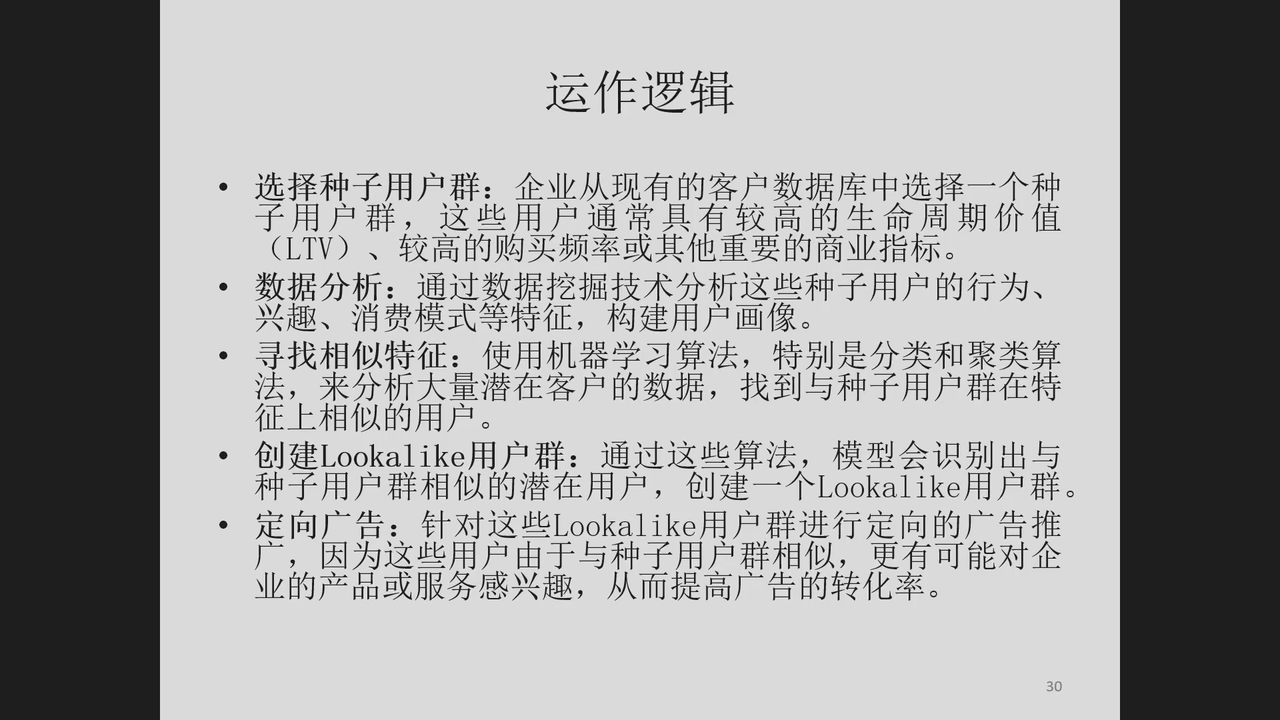 运作逻辑
• 选择种子用户群：企业从现有的客户数据库中选择一个种
子用户群，这些用户通常具有较高的生命周期价值
（LTV）、较高的购买频率或其他重要的商业指标。
• 数据分析：通过数据挖掘技术分析这些种子用户的行为、
兴趣、消费模式等特征，构建用户画像。
• 寻找相似特征：使用机器学习算法，特别是分类和聚类算
法，来分析大量潜在客户的数据，找到与种子用户群在特
征上相似的用户。
• 创建Lookalike用户群：通过这些算法，模型会识别出与
种子用户群相似的潜在用户，创建一个Lookalike用户群。
• 定向广告：针对这些Lookalike用户群进行定向的广告推
广，因为这些用户由于与种子用户群相似，更有可能对企
业的产品或服务感兴趣，从而提高广告的转化率。
30